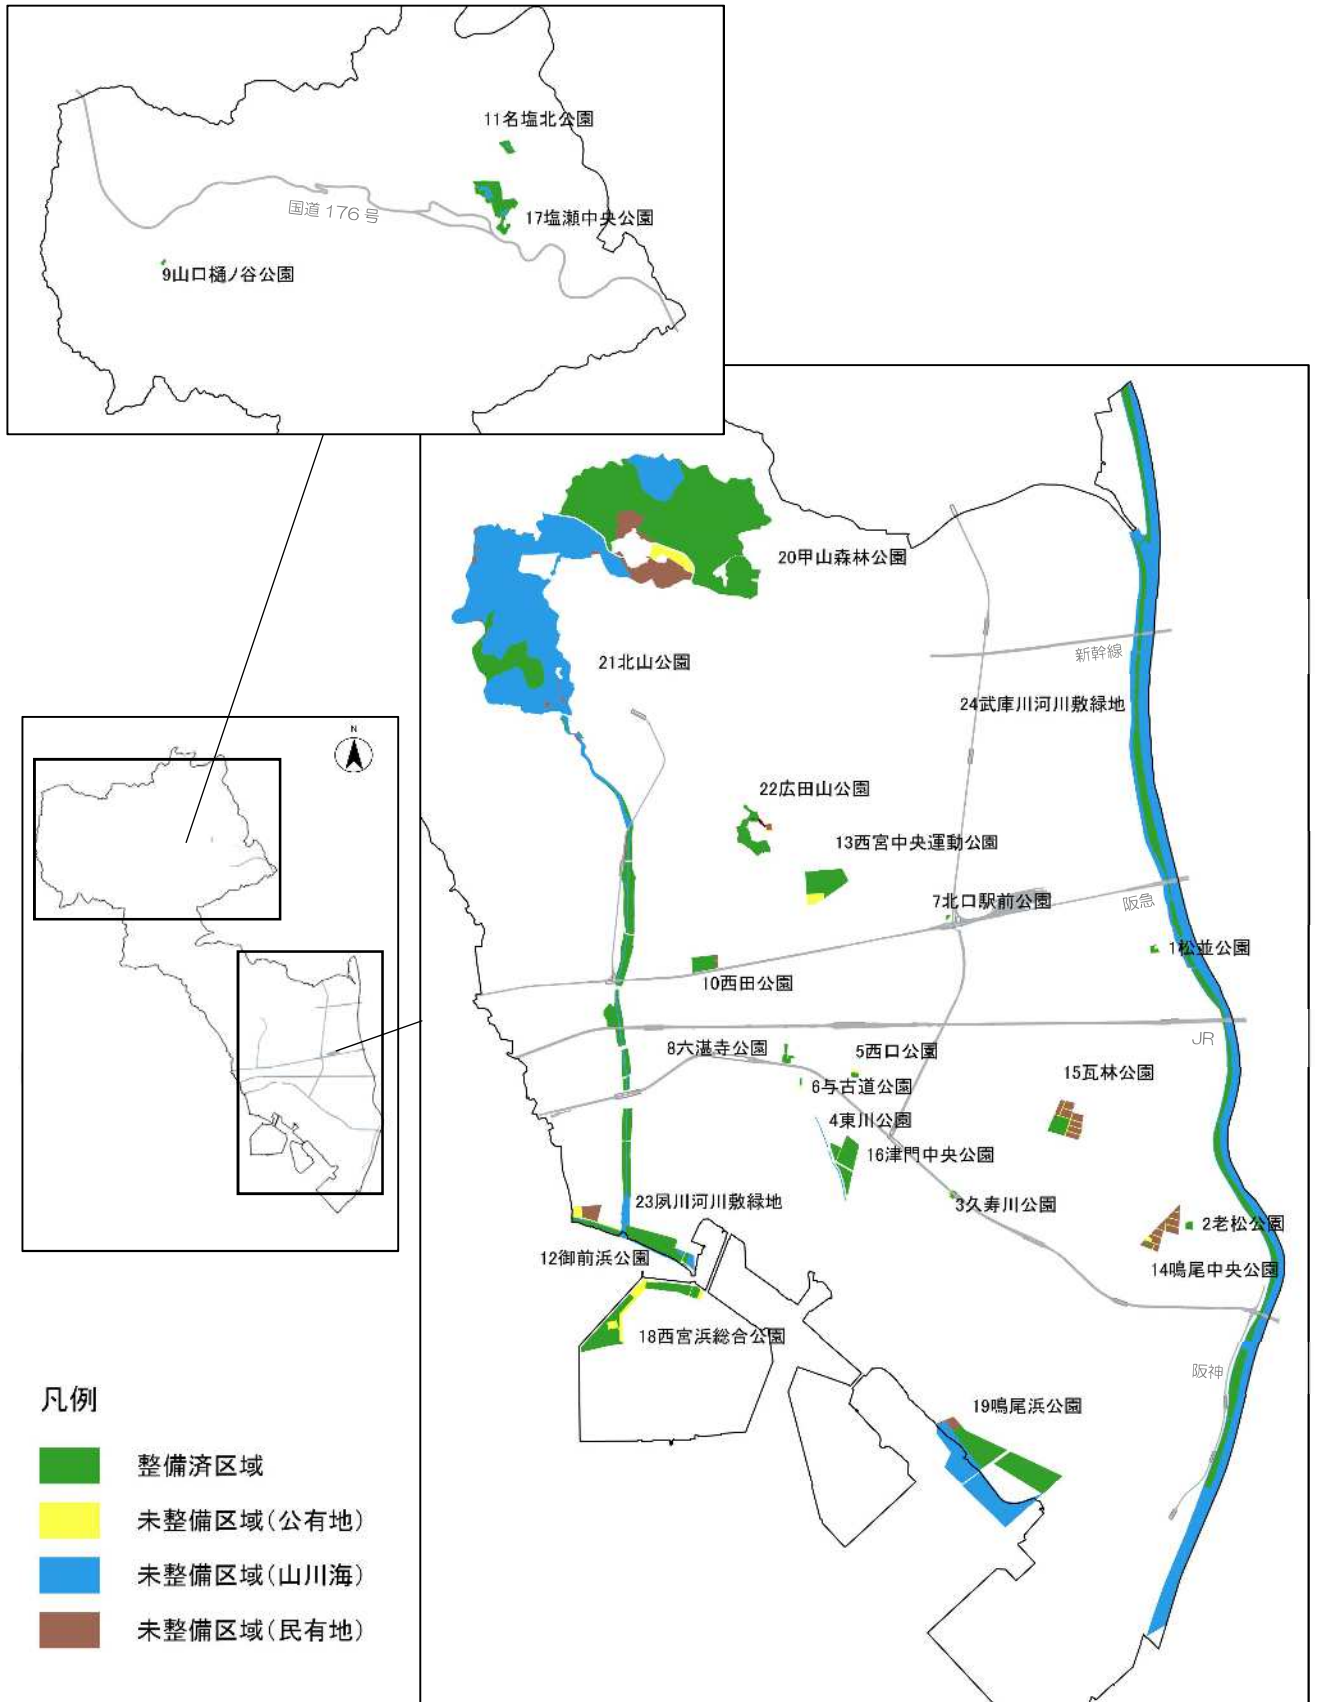 11名塩北公園
国道176号
17塩瀬中央公園
9山口樋ノ谷公園
20甲山森林公園
21北山公園
新幹線
24武庫川河川敷緑地
N
22広田山公園
13西宮中央運動公園
7北口駅前公園
阪急
1松並公園
10西田公園
JR
8六湛寺公園
5西口公園
15瓦林公園
6与古道公園
4東川公園
16津門中央公園
23夙川河川敷緑地
3久寿川公園
2老松公園
12御前浜公園
14鳴尾中央公園
18西宮浜総合公園
阪神
19鳴尾浜公園
凡例
整備済区域
未整備区域(公有地)
未整備区域(山川海)
未整備区域(民有地)